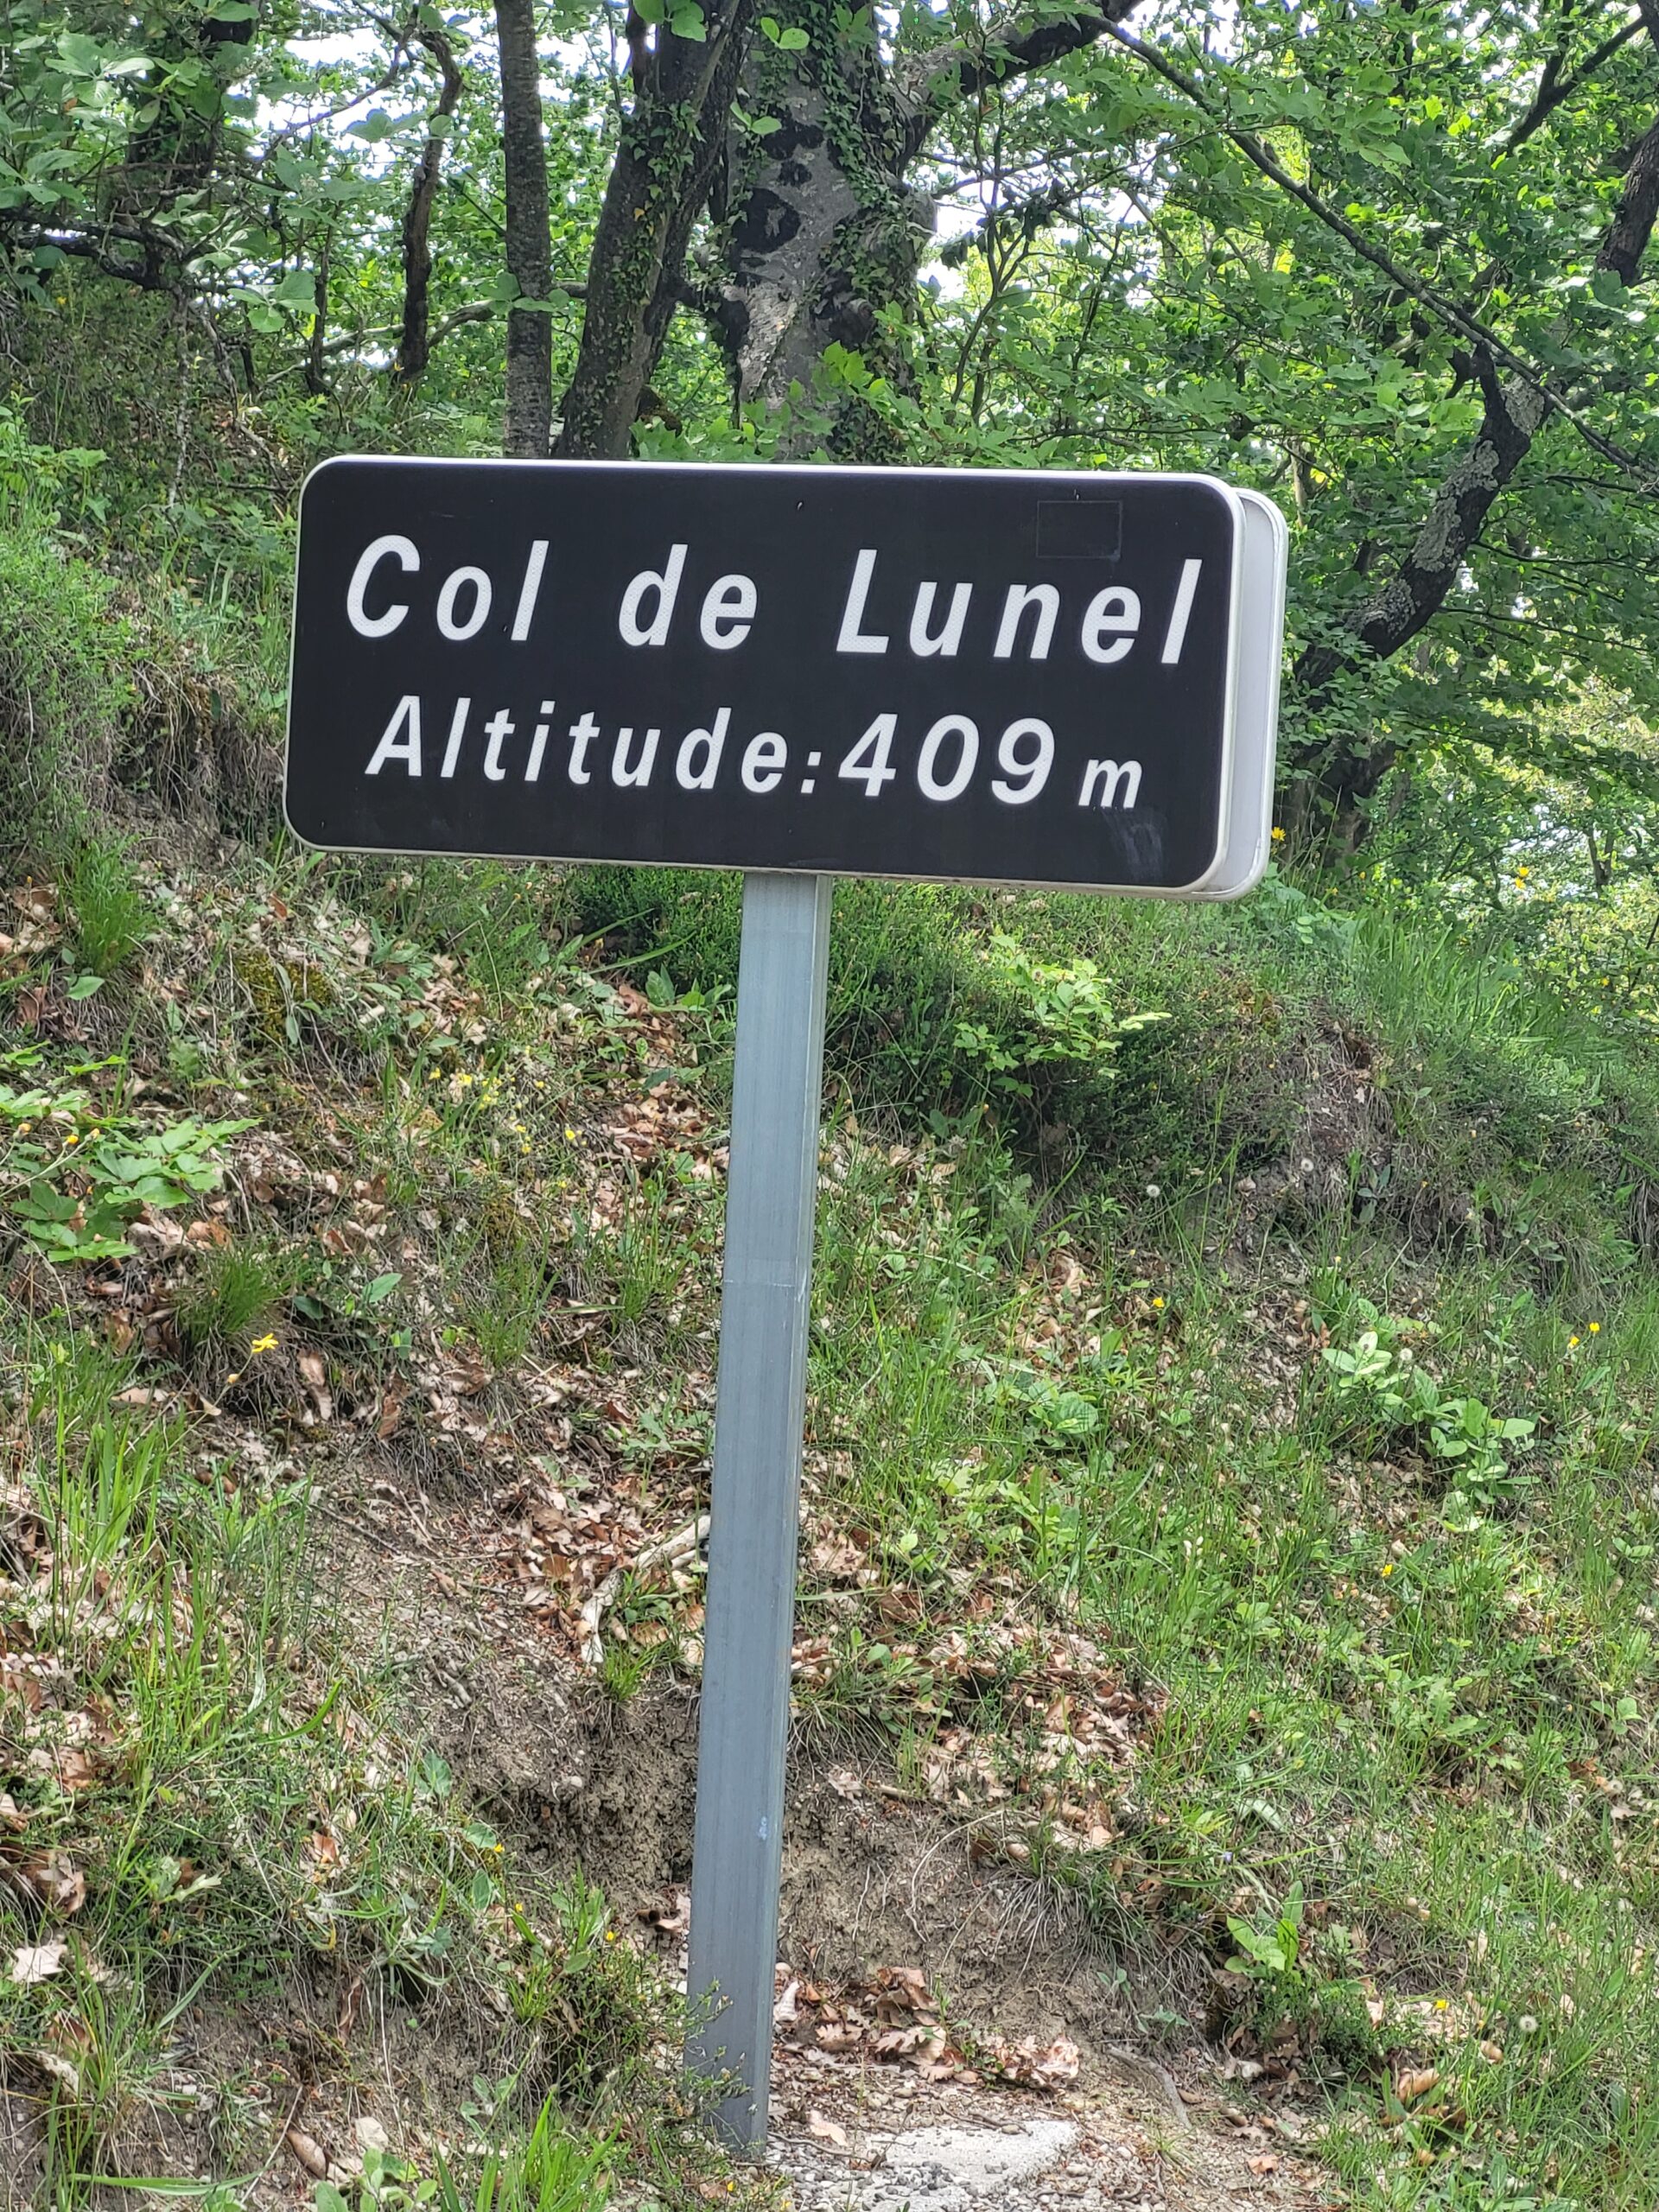 Col de Lunel
Altitude:409 m